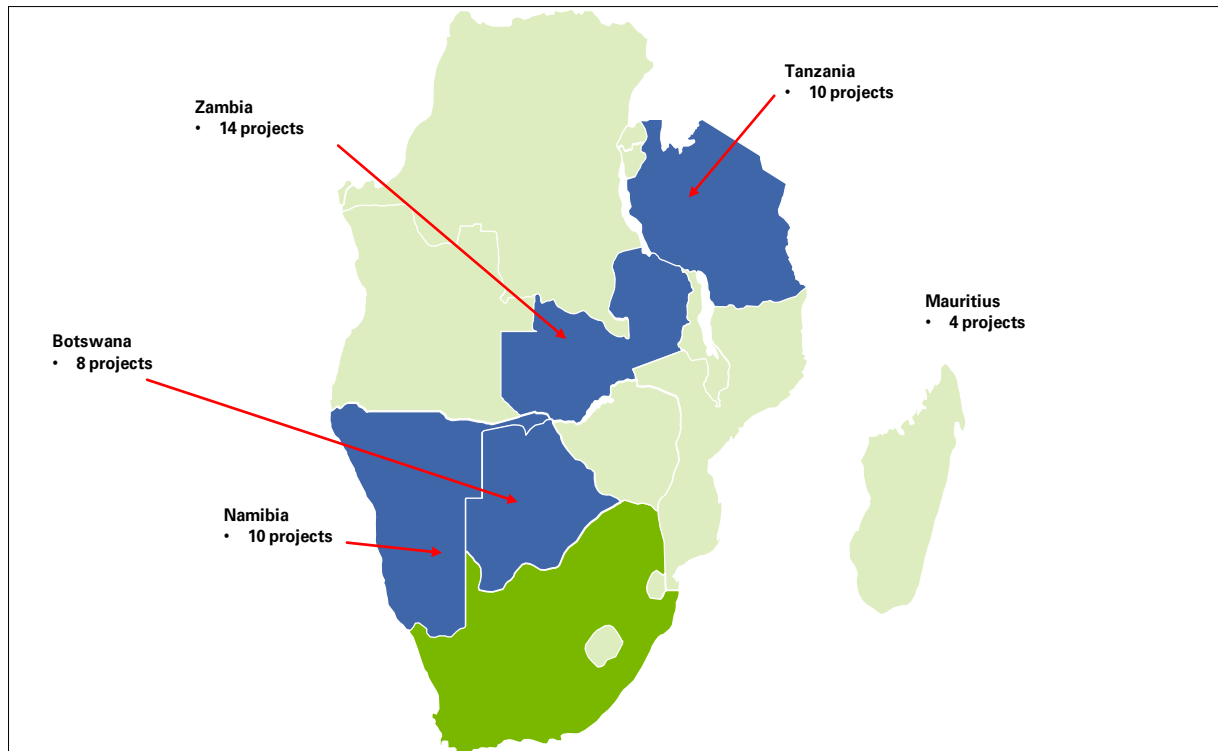 Tanzania
• 10 projects
Zambia
• 14 projects
Mauritius
• 4 projects
Botswana
• 8 projects
Namibia
• 10 projects